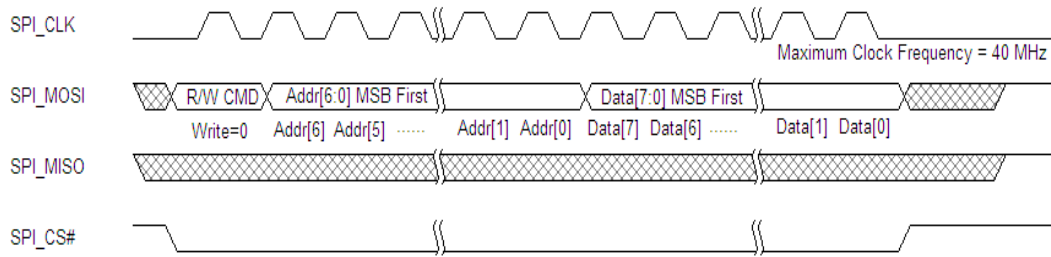 SPI_CLK
Maximum Clock Frequency = 40 MHz
SPI_MOSI
R/W CMD
Addr[6:0] MSB First
Data[7:0] MSB First
Write=0
Addr[6] Addr[5] ......
Addr[1] Addr[0]
Data[7] Data[6] ......
Data[1] Data[0]
SPI_MISO
SPI_CS#